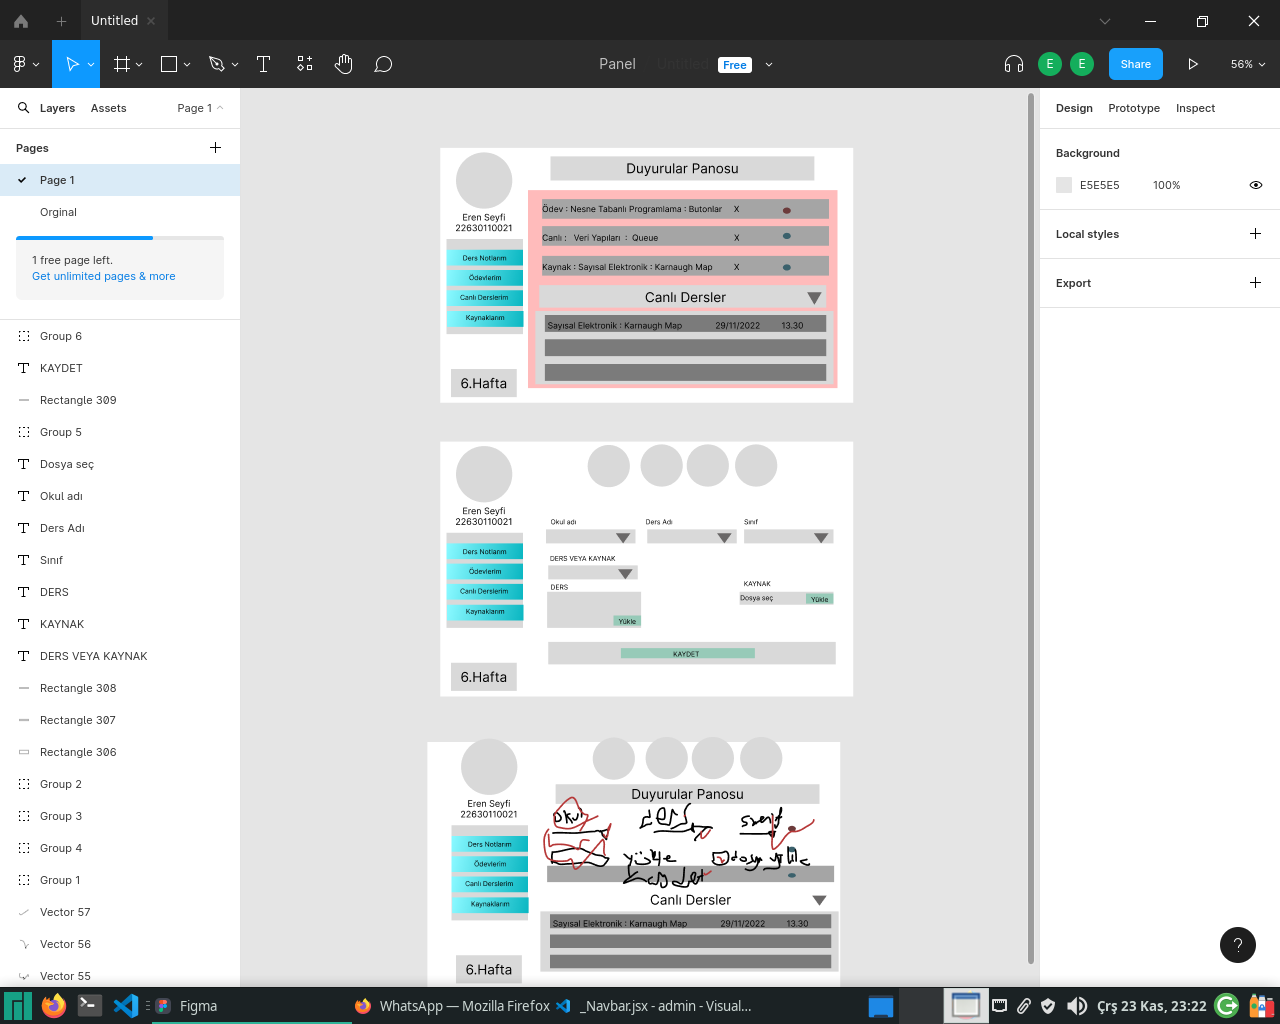 Untitled
Panel Untitled Free
E E Share 56%
Layers Assets Page 1
Pages
Page 1
Orginal
1 free page left.
Get unlimited pages & more
Group 6
KAYDET
Rectangle 309
Group 5
Dosya seç
Okul adı
Ders Adı
Sınıf
DERS
KAYNAK
DERS VEYA KAYNAK
Rectangle 308
Rectangle 307
Rectangle 306
Group 2
Group 3
Group 4
Group 1
Vector 57
Vector 56
Vector 55
Eren Seyfi
22630110021
Ders Notlarım
Ödevlerim
Canlı Derslerim
Kaynaklarım
6.Hafta
Duyurular Panosu
Ödev : Nesne Tabanlı Programlama : Butonlar X
Canlı : Veri Yapıları : Queue X
Kaynak : Sayısal Elektronik : Karnaugh Map X
Canlı Dersler
Sayısal Elektronik : Karnaugh Map 29/11/2022 13.30
Eren Seyfi
22630110021
Ders Notlarım
Ödevlerim
Canlı Derslerim
Kaynaklarım
6.Hafta
Okul adı Ders Adı Sınıf
DERS VEYA KAYNAK
DERS
Yükle
KAYNAK
Dosya seç Yükle
KAYDET
Eren Seyfi
22630110021
Ders Notlarım
Ödevlerim
Canlı Derslerim
Kaynaklarım
6.Hafta
Duyurular Panosu
okul ders sınıf
yükle dosya yükle
Kaydet
Canlı Dersler
Sayısal Elektronik : Karnaugh Map 29/11/2022 13.30
Design Prototype Inspect
Background
E5E5E5 100%
Local styles
Export
?
Figma
WhatsApp — Mozilla Firefox
_Navbar.jsx - admin - Visual...
Çrş 23 Kas, 23:22